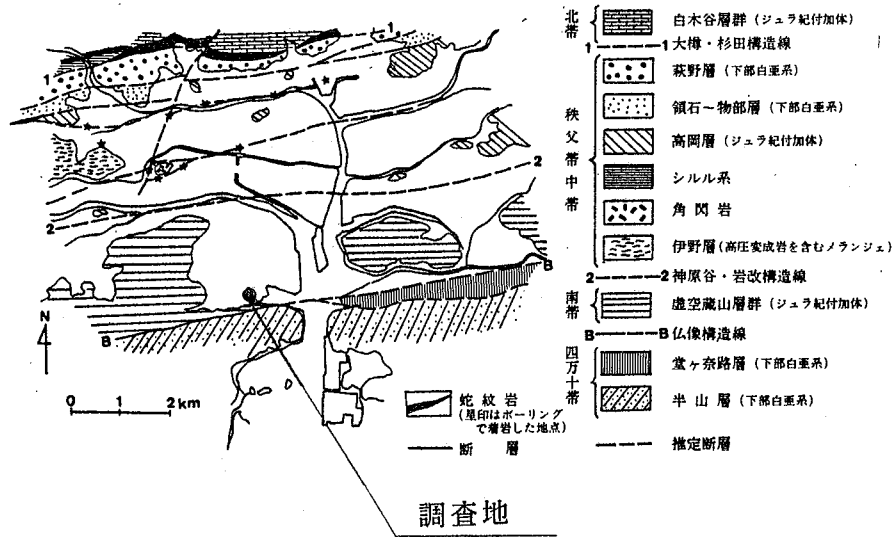 北帯
白木谷層群 (ジュラ紀付加体)
1 1 大樽・杉田構造線
秩父帯中帯
萩野層 (下部白亜系)
領石〜物部層 (下部白亜系)
高岡層 (ジュラ紀付加体)
シルル系
角閃岩
伊野層 (高圧変成岩を含むメランジェ)
2 2 神原谷・岩改構造線
南帯
虚空蔵山層群 (ジュラ紀付加体)
B B 仏像構造線
四万十帯
堂ヶ奈路層 (下部白亜系)
半山層 (下部白亜系)
推定断層
蛇紋岩
(星印はボーリング
で着岩した地点)
断層
1
1
2
2
B
B
N
0 1 2km
調査地